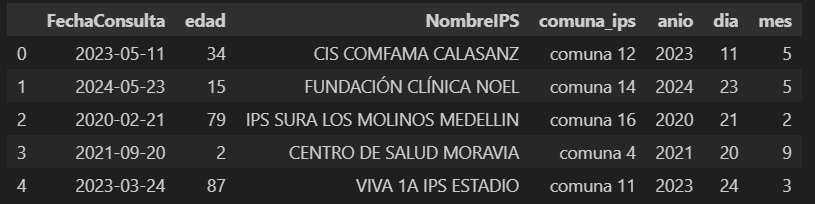 FechaConsulta edad NombreIPS comuna_ips anio dia mes
0 2023-05-11 34 CIS COMFAMA CALASANZ comuna 12 2023 11 5
1 2024-05-23 15 FUNDACIÓN CLÍNICA NOEL comuna 14 2024 23 5
2 2020-02-21 79 IPS SURA LOS MOLINOS MEDELLIN comuna 16 2020 21 2
3 2021-09-20 2 CENTRO DE SALUD MORAVIA comuna 4 2021 20 9
4 2023-03-24 87 VIVA 1A IPS ESTADIO comuna 11 2023 24 3